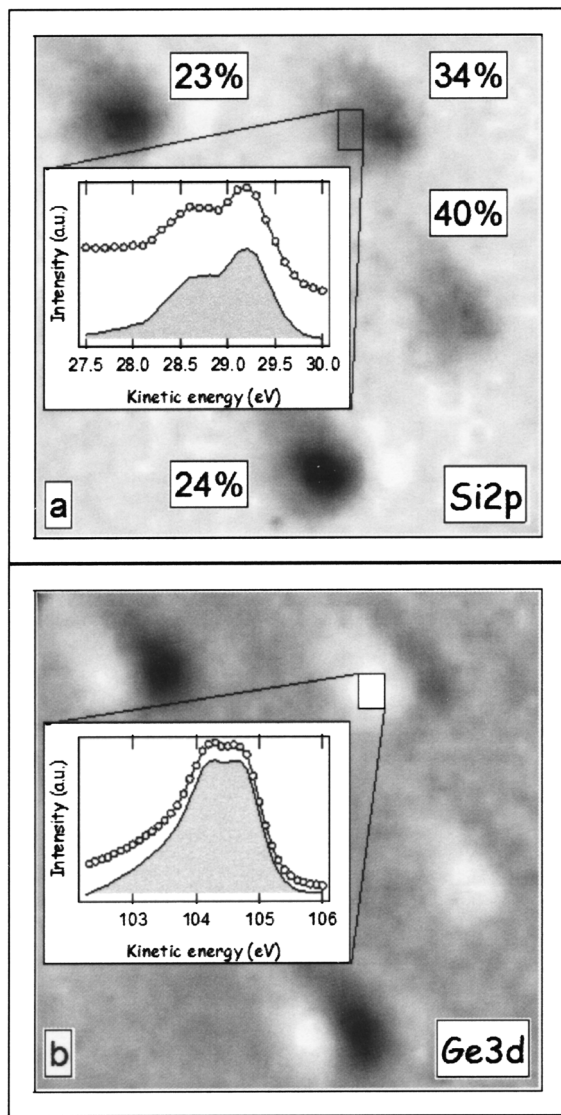 23%
34%
40%
Intensity (a.u.)
27.5 28.0 28.5 29.0 29.5 30.0
Kinetic energy (eV)
24%
a
Si2p
Intensity (a.u.)
103 104 105 106
Kinetic energy (eV)
b
Ge3d